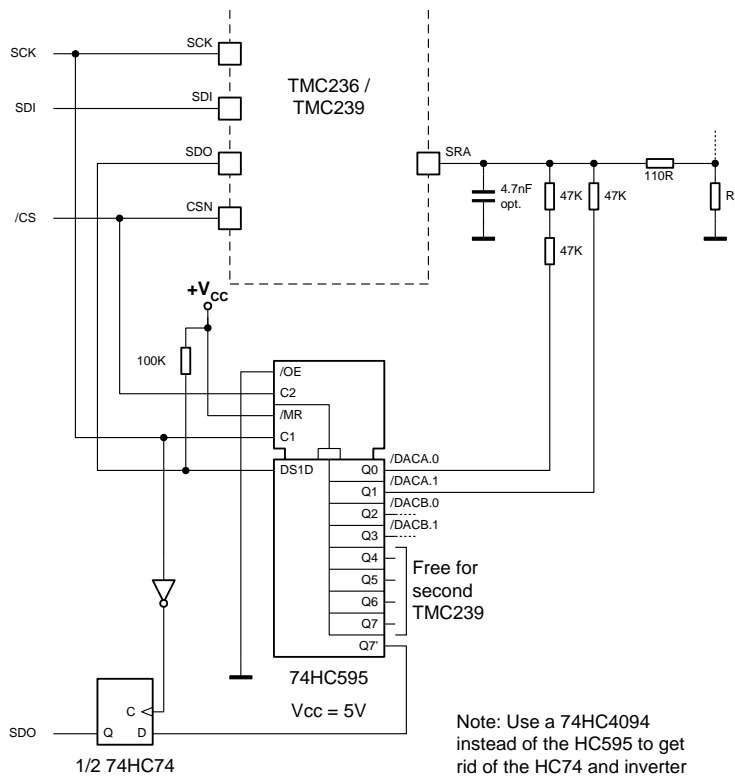 SCK
SCK
TMC236 /
TMC239
SDI
SDI
SDO
SRA
110R
4.7nF
opt.
47K
47K
R
/CS
CSN
47K
+VCC
100K
/OE
C2
/MR
C1
/DACA.0
DS1D
Q0
/DACA.1
Q1
/DACB.0
Q2
/DACB.1
Q3
Q4
Q5
Q6
Q7
Free for
second
TMC239
Q7'
74HC595
Vcc = 5V
C
SDO
Q
D
1/2 74HC74
Note: Use a 74HC4094
instead of the HC595 to get
rid of the HC74 and inverter